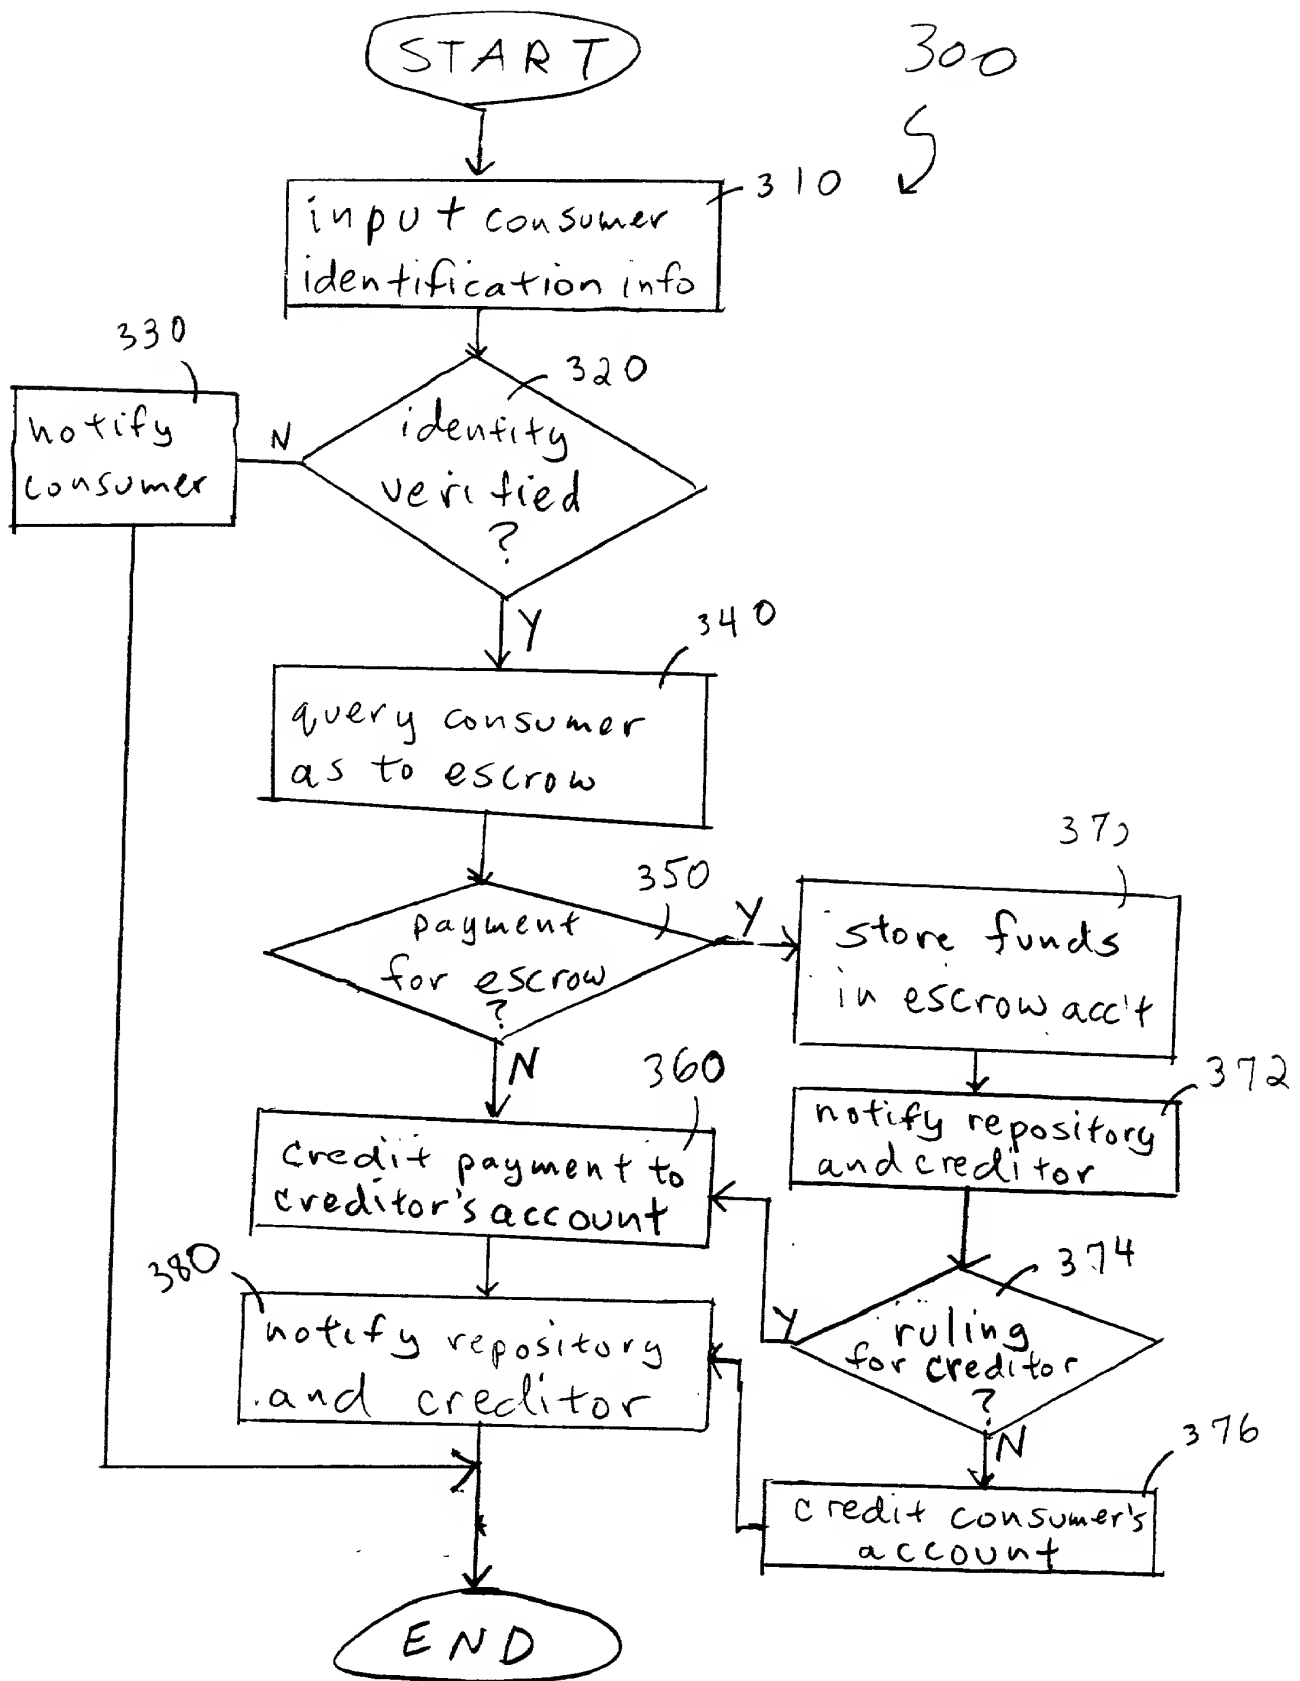 START
300
310
input consumer
identification info
330
320
notify
consumer
N
identity
verified
?
Y
340
query consumer
as to escrow
350
payment
for escrow
?
Y
store funds
in escrow acc't
N
360
372
notify repository
and creditor
credit payment to
creditor's account
374
380
Y
ruling
for creditor
?
notify repository
and creditor
N
376
credit consumer's
account
END